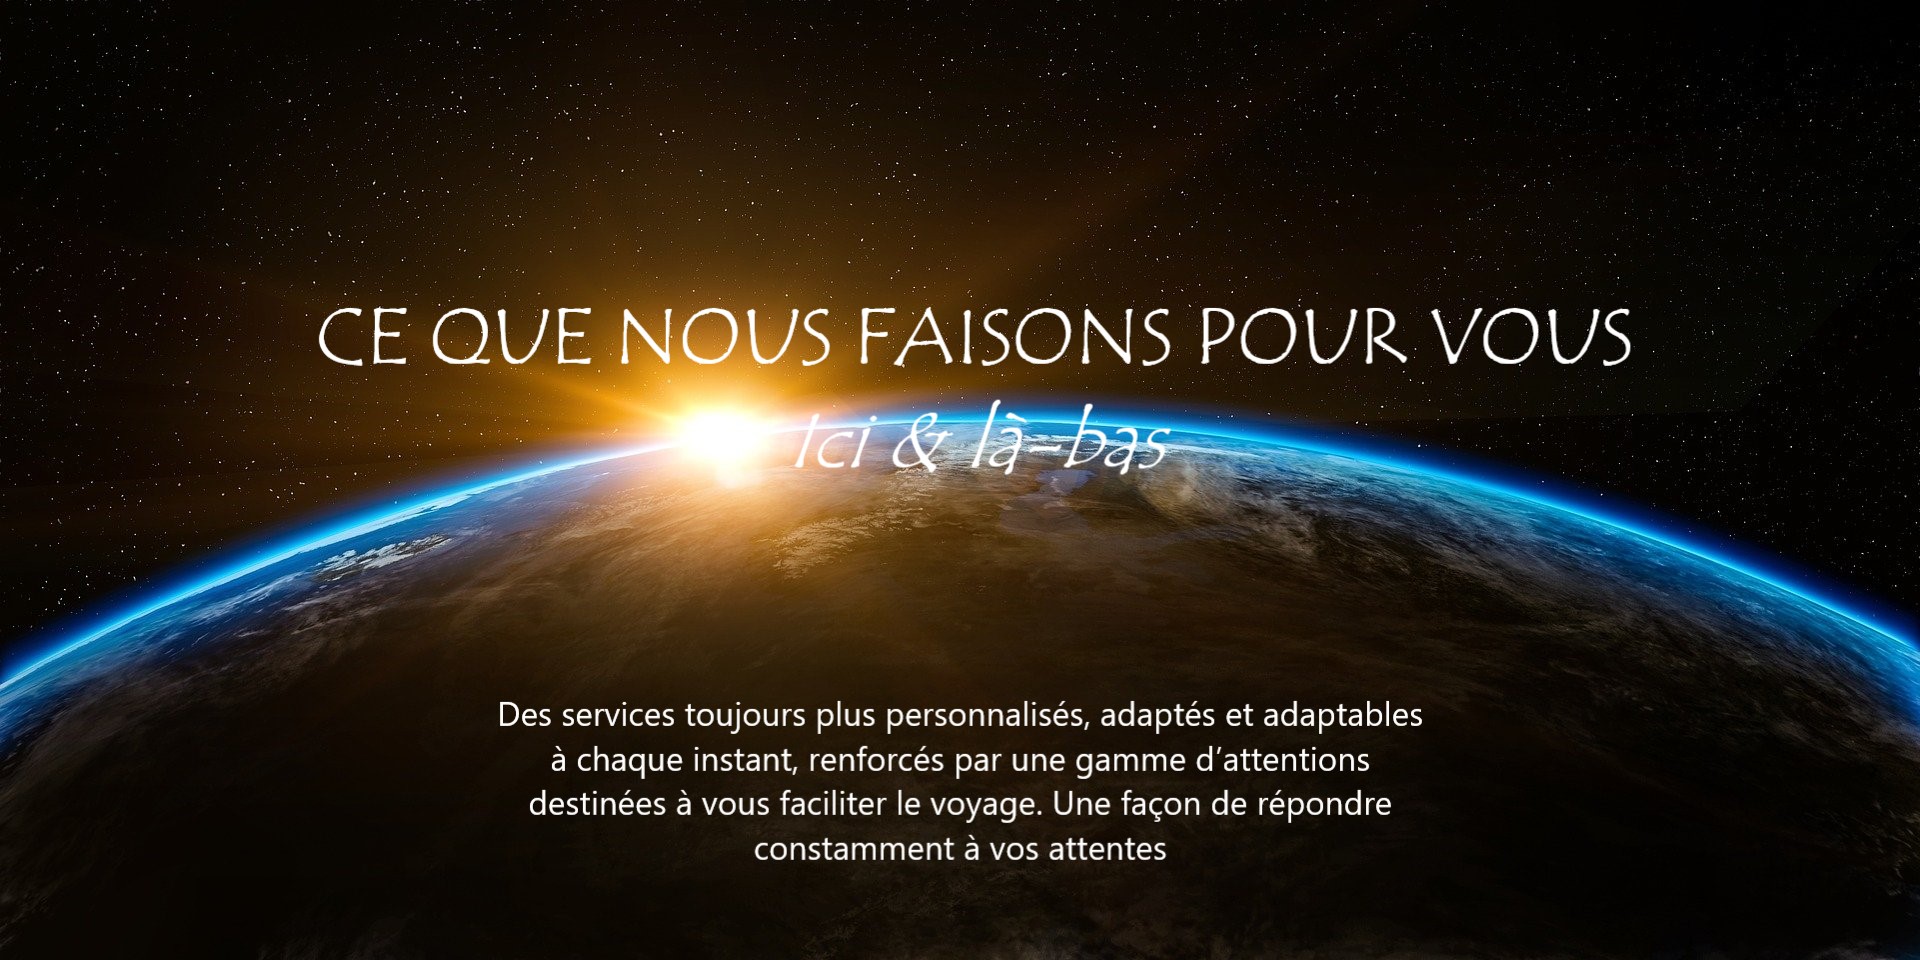 CE QUE NOUS FAISONS POUR VOUS
Ici & là-bas
Des services toujours plus personnalisés, adaptés et adaptables
à chaque instant, renforcés par une gamme d’attentions
destinées à vous faciliter le voyage. Une façon de répondre
constamment à vos attentes